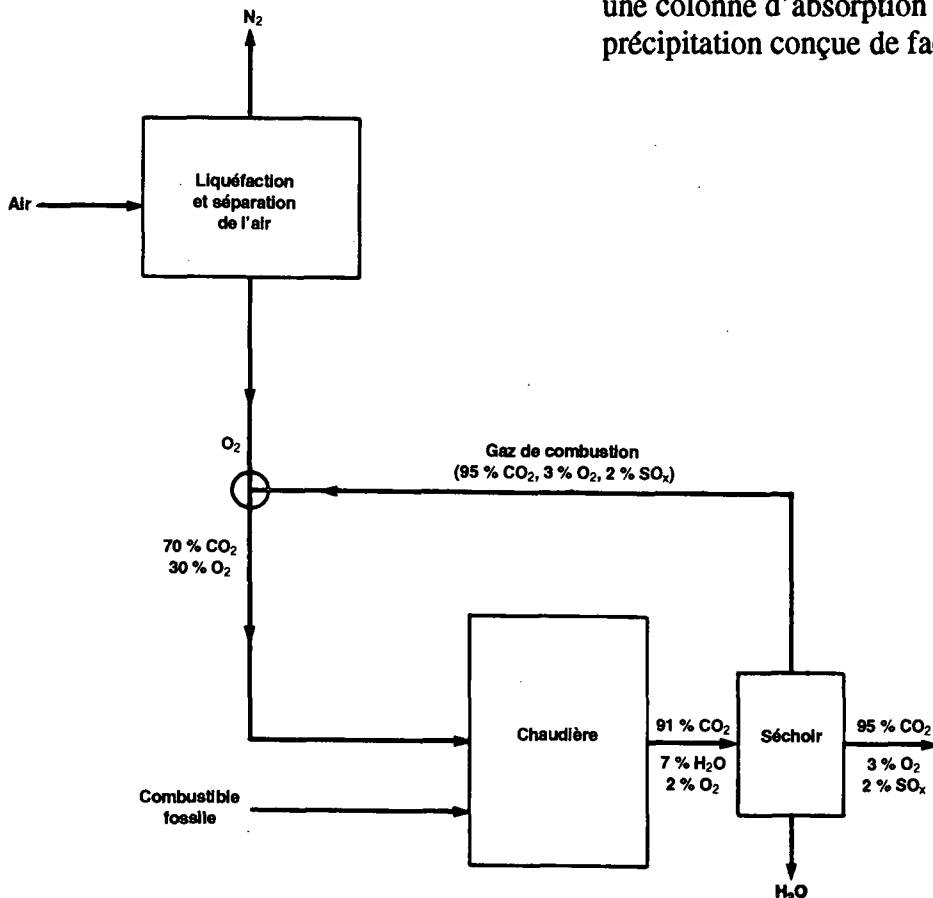 une colonne d'absorption
précipitation conçue de fa
N₂
Air
Liquéfaction
et séparation
de l'air
O₂
Gaz de combustion
(95 % CO₂, 3 % O₂, 2 % SOₓ)
70 % CO₂
30 % O₂
Combustible
fossile
Chaudière
91 % CO₂
7 % H₂O
2 % O₂
Séchoir
95 % CO₂
3 % O₂
2 % SOₓ
H₂O